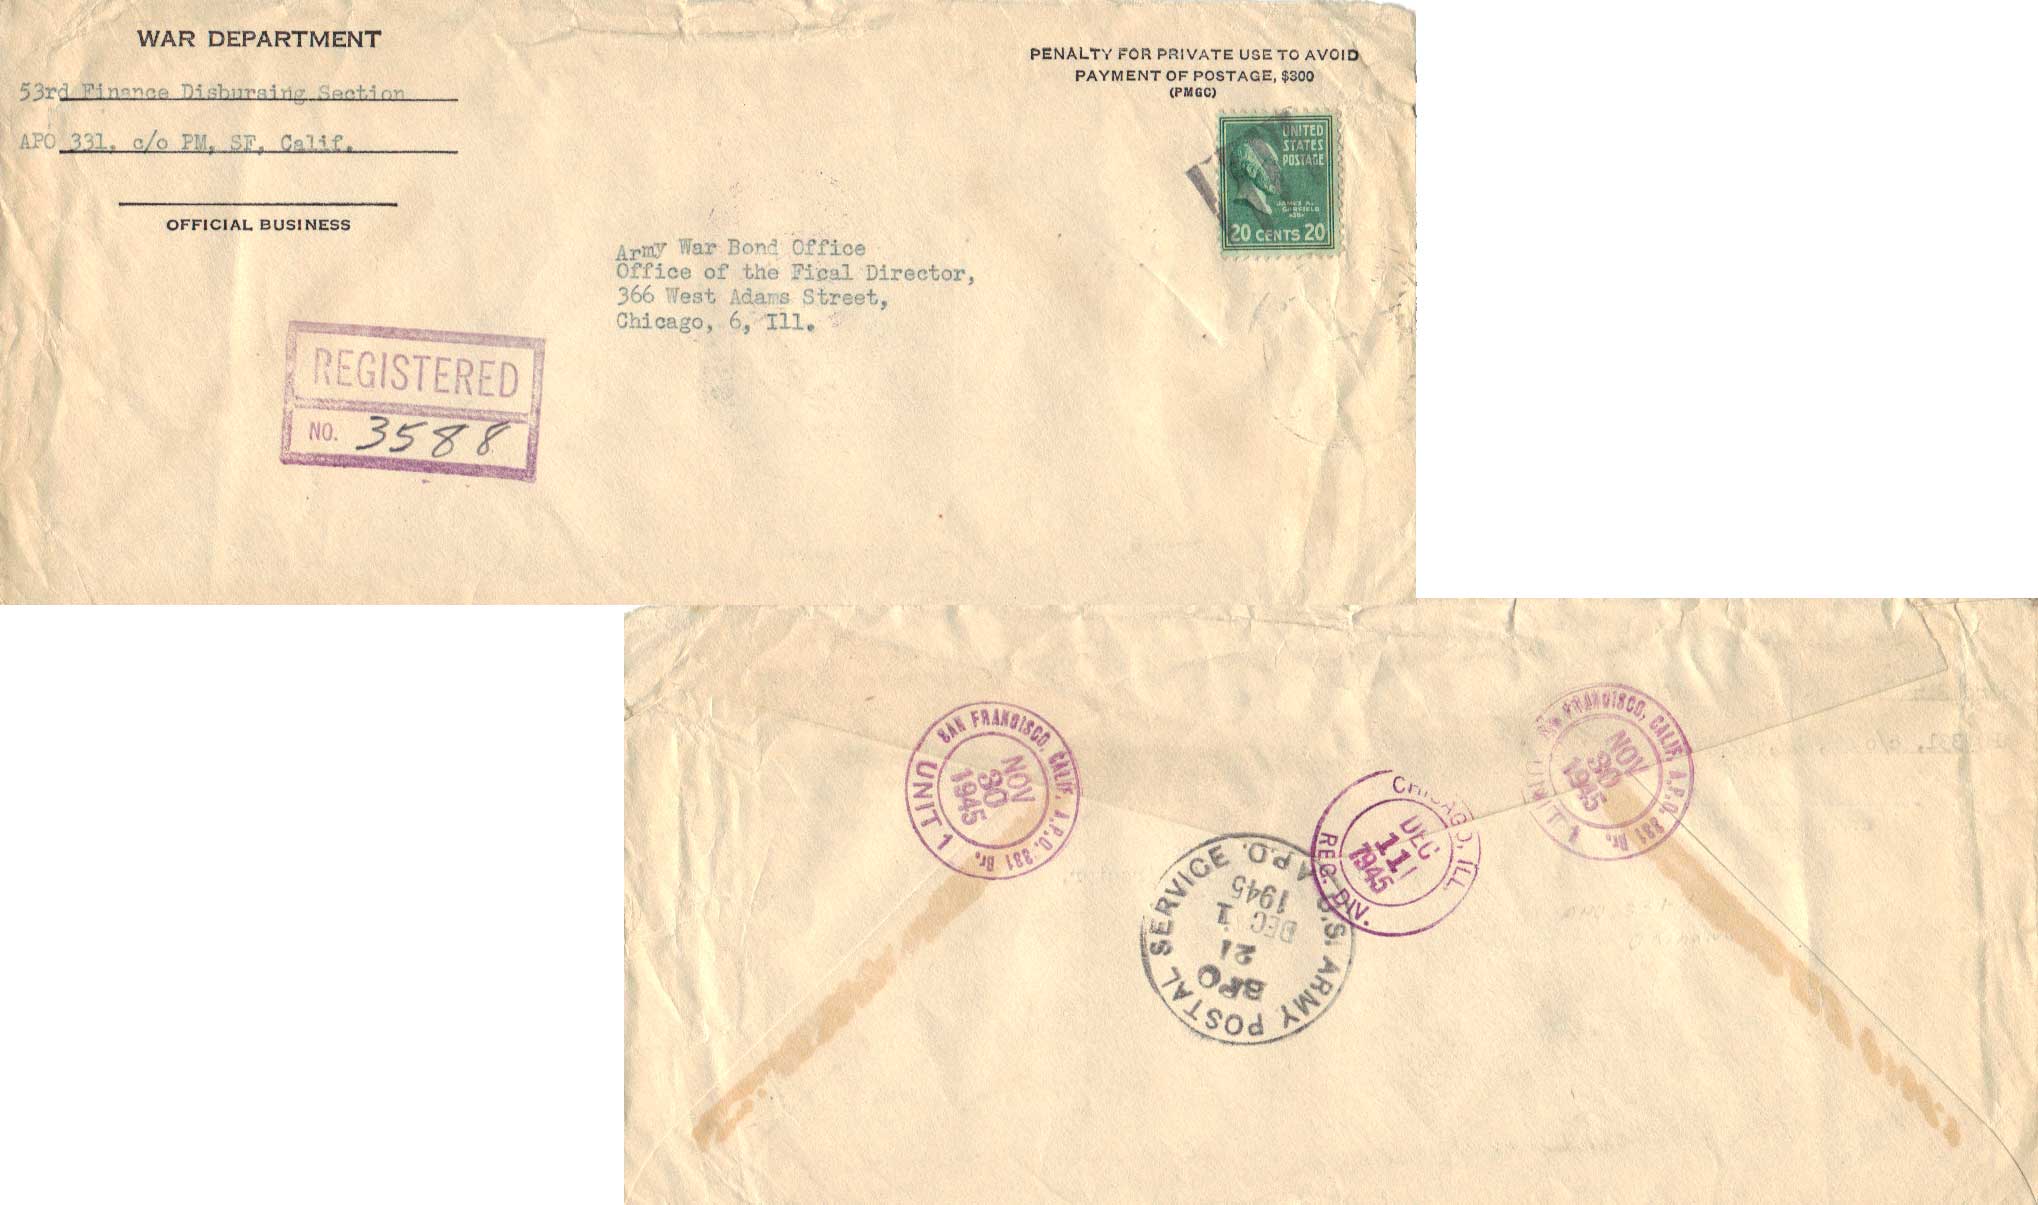 WAR DEPARTMENT
53rd Finance Disbursing Section
APO 331, c/o PM, SF, Calif.
OFFICIAL BUSINESS
PENALTY FOR PRIVATE USE TO AVOID
PAYMENT OF POSTAGE, $300
(PMGC)
UNITED
STATES
POSTAGE
JAMES A.
GARFIELD
20 CENTS 20
Army War Bond Office
Office of the Fical Director,
366 West Adams Street,
Chicago, 6, Ill.
REGISTERED
NO. 3588
SAN FRANCISCO, CALIF. A.P.O. 331 Br.
NOV
30
1945
UNIT 1
SAN FRANCISCO, CALIF. A.P.O. 331 Br.
NOV
30
1945
UNIT 1
CHICAGO, ILL.
DEC
11
1945
REG. DIV.
U.S. ARMY POSTAL SERVICE A.P.O.
BPO
21
DEC 1
1945
331, c/o